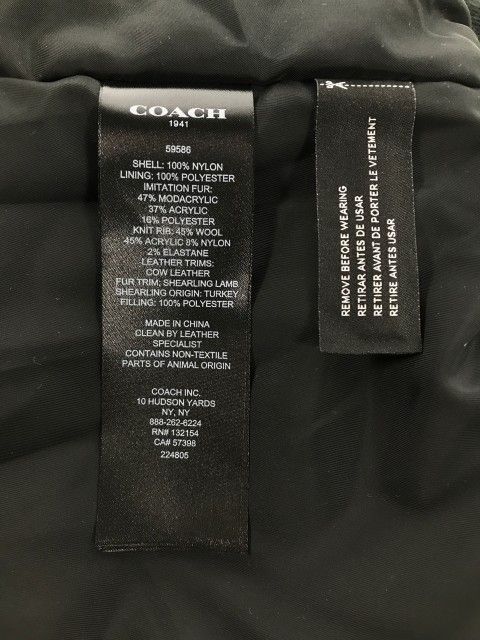 COACH
1941
59586
SHELL: 100% NYLON
LINING: 100% POLYESTER
IMITATION FUR:
47% MODACRYLIC
37% ACRYLIC
16% POLYESTER
KNIT RIB: 45% WOOL
45% ACRYLIC 8% NYLON
2% ELASTANE
LEATHER TRIMS:
COW LEATHER
FUR TRIM: SHEARLING LAMB
SHEARLING ORIGIN: TURKEY
FILLING: 100% POLYESTER
MADE IN CHINA
CLEAN BY LEATHER
SPECIALIST
CONTAINS NON-TEXTILE
PARTS OF ANIMAL ORIGIN
COACH INC.
10 HUDSON YARDS
NY, NY
888-262-6224
RN# 132154
CA# 57398
224805
REMOVE BEFORE WEARING
RETIRAR ANTES DE USAR
RETIRER AVANT DE PORTER LE VETEMENT
RETIRE ANTES USAR